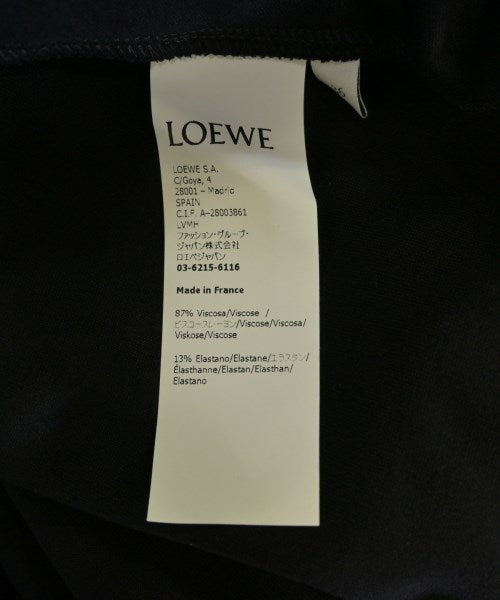 LOEWE
LOEWE S.A.
C/Goya, 4
28001 – Madrid
SPAIN
C.I.F. A–28003861
LVMH
ファッション・グループ・
ジャパン株式会社
ロエベジャパン
03-6215-6116
Made in France
87% Viscosa/Viscose /
ビスコースレーヨン/Viscose/Viscosa/
Viskose/Viscose
13% Elastano/Elastane/エラスタン/
Élasthanne/Elastan/Elasthan/
Elastano